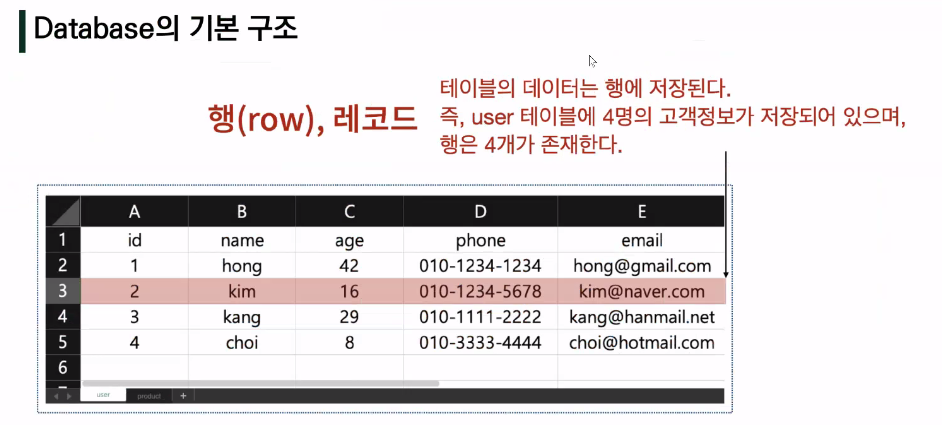 Database의 기본 구조
행(row), 레코드
테이블의 데이터는 행에 저장된다.
즉, user 테이블에 4명의 고객정보가 저장되어 있으며,
행은 4개가 존재한다.
A B C D E
1 id name age phone email
2 1 hong 42 010-1234-1234 hong@gmail.com
3 2 kim 16 010-1234-5678 kim@naver.com
4 3 kang 29 010-1111-2222 kang@hanmail.net
5 4 choi 8 010-3333-4444 choi@hotmail.com
6
user product +